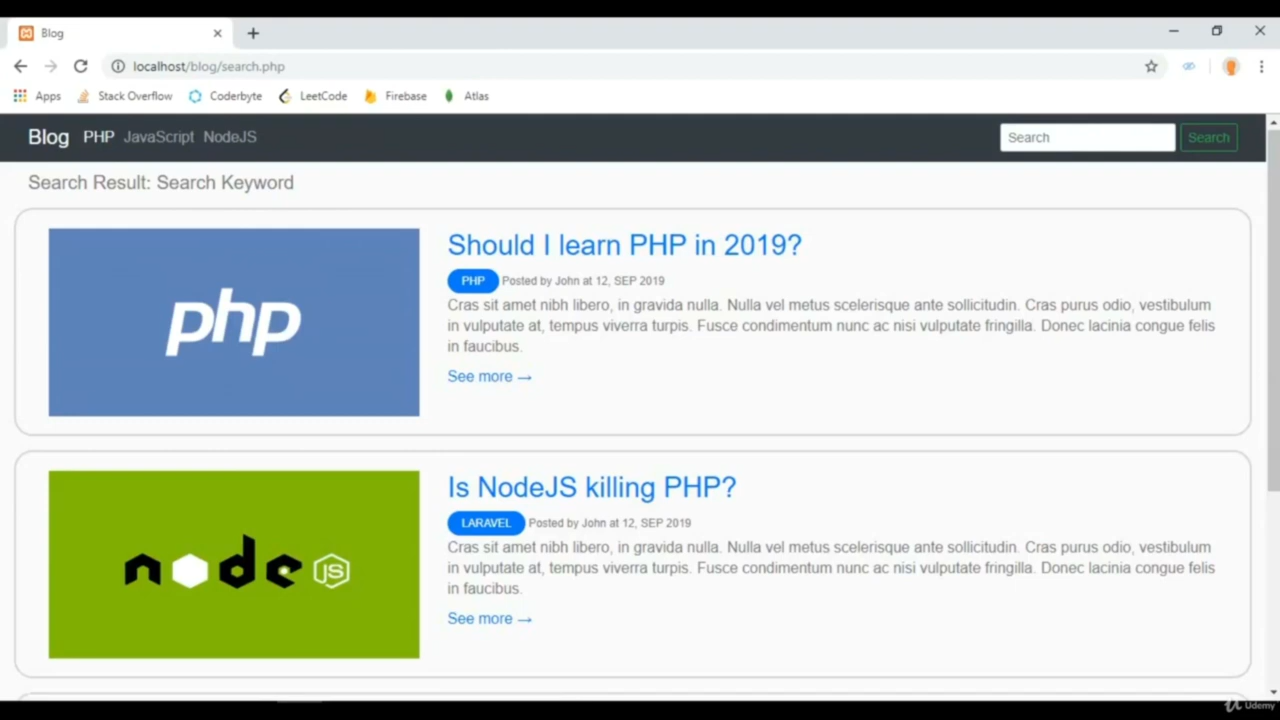 Blog
localhost/blog/search.php
Apps Stack Overflow Coderbyte LeetCode Firebase Atlas
Blog PHP JavaScript NodeJS Search Search
Search Result: Search Keyword
php
Should I learn PHP in 2019?
PHP Posted by John at 12, SEP 2019
Cras sit amet nibh libero, in gravida nulla. Nulla vel metus scelerisque ante sollicitudin. Cras purus odio, vestibulum
in vulputate at, tempus viverra turpis. Fusce condimentum nunc ac nisi vulputate fringilla. Donec lacinia congue felis
in faucibus.
See more →
node JS
Is NodeJS killing PHP?
LARAVEL Posted by John at 12, SEP 2019
Cras sit amet nibh libero, in gravida nulla. Nulla vel metus scelerisque ante sollicitudin. Cras purus odio, vestibulum
in vulputate at, tempus viverra turpis. Fusce condimentum nunc ac nisi vulputate fringilla. Donec lacinia congue felis
in faucibus.
See more →
Udemy